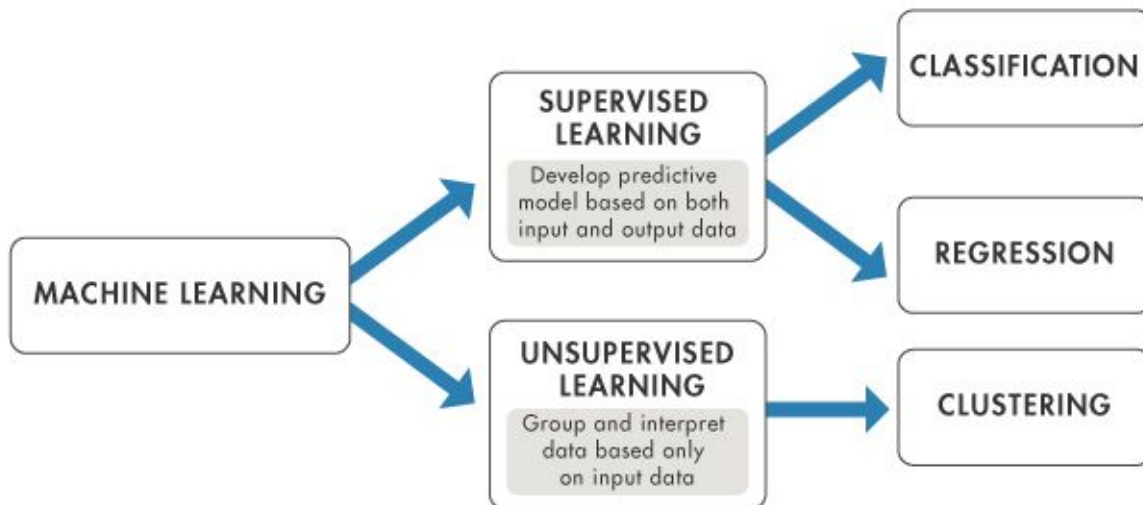 MACHINE LEARNING
SUPERVISED
LEARNING
Develop predictive
model based on both
input and output data
UNSUPERVISED
LEARNING
Group and interpret
data based only
on input data
CLASSIFICATION
REGRESSION
CLUSTERING